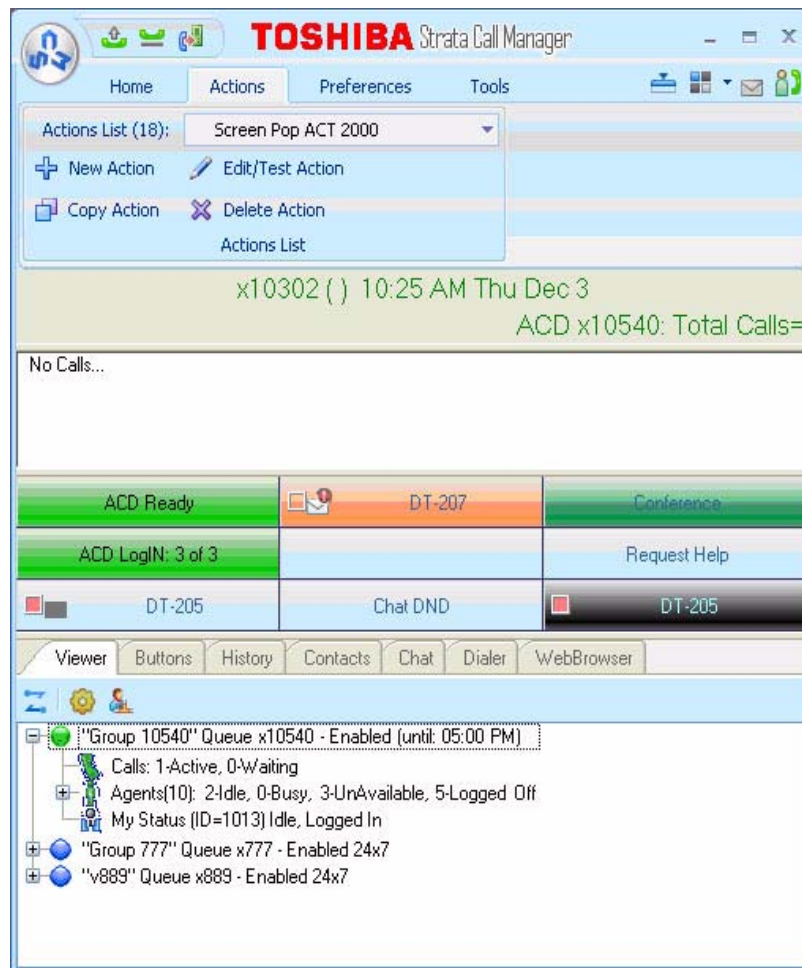 TOSHIBA Strata Call Manager
Home Actions Preferences Tools
Actions List (18): Screen Pop ACT 2000
New Action Edit/Test Action
Copy Action Delete Action
Actions List
x10302 ( ) 10:25 AM Thu Dec 3
ACD x10540: Total Calls=
No Calls...
ACD Ready DT-207 Conference
ACD LogIN: 3 of 3 Request Help
DT-205 Chat DND DT-205
Viewer Buttons History Contacts Chat Dialer WebBrowser
"Group 10540" Queue x10540 - Enabled (until: 05:00 PM)
Calls: 1-Active, 0-Waiting
Agents(10): 2-Idle, 0-Busy, 3-UnAvailable, 5-Logged Off
My Status (ID=1013) Idle, Logged In
"Group 777" Queue x777 - Enabled 24x7
"v889" Queue x889 - Enabled 24x7